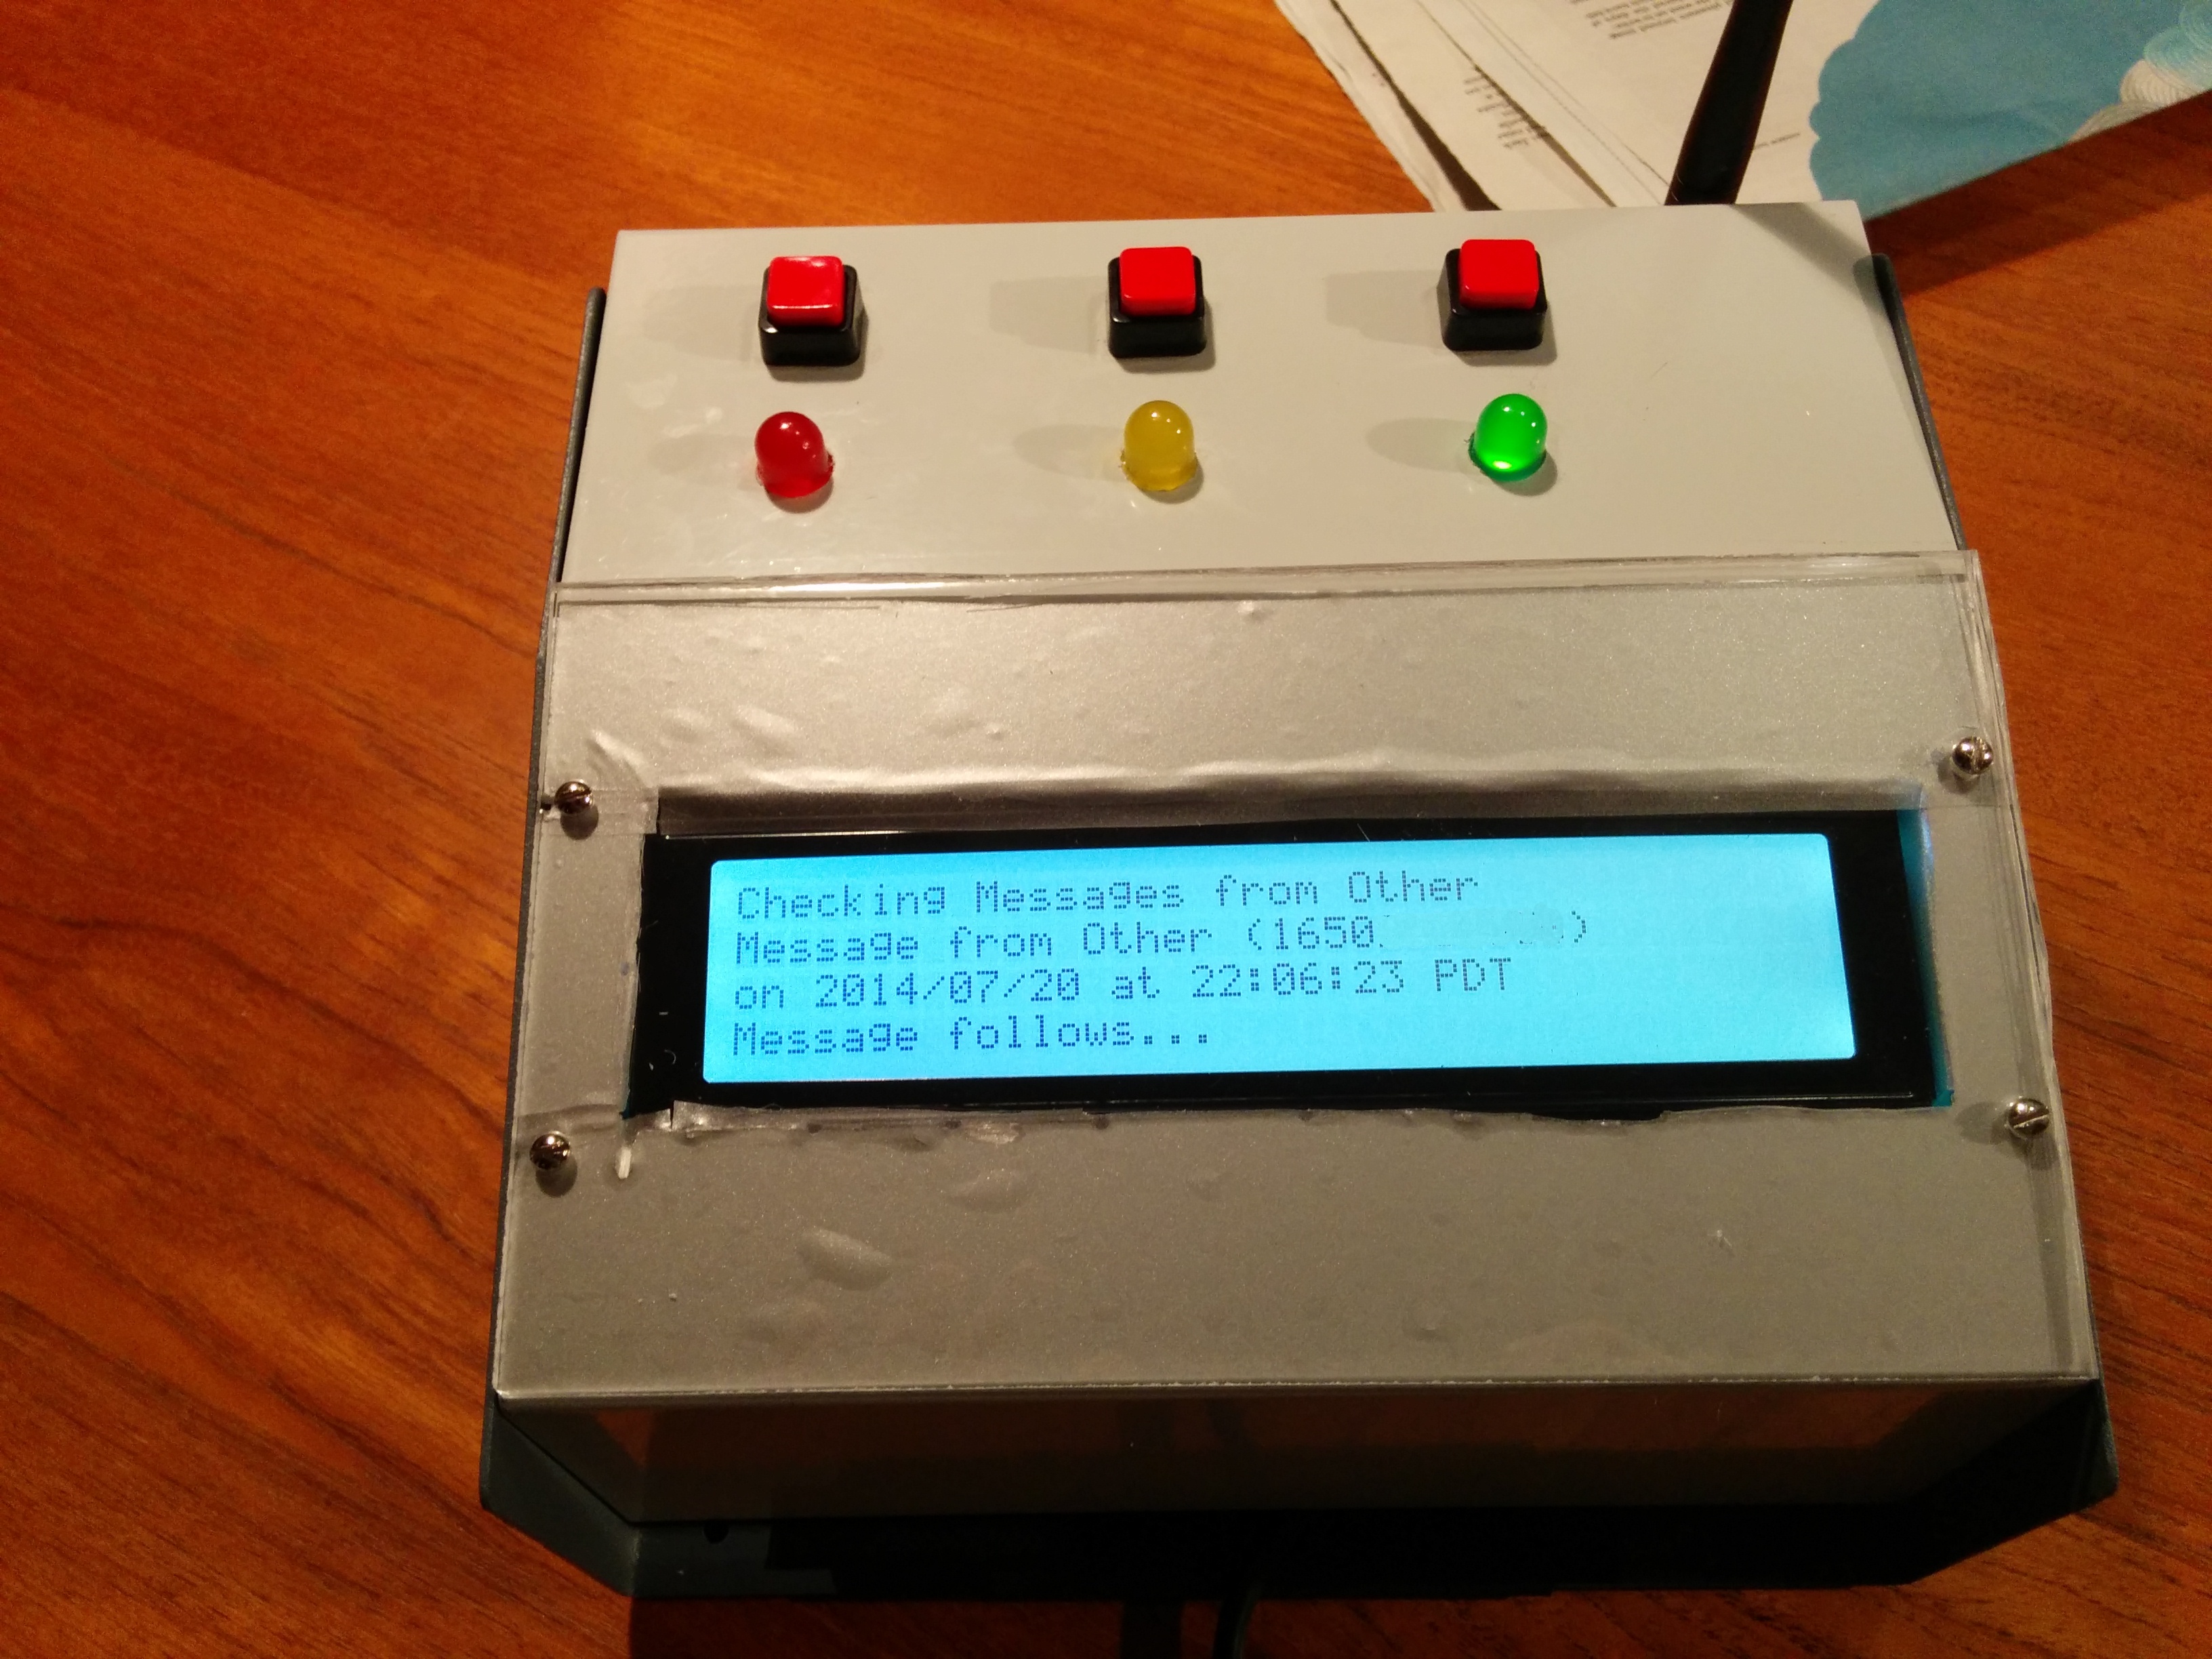 Checking Messages from Other
Message from Other (1650 )
on 2014/07/20 at 22:06:23 PDT
Message follows...